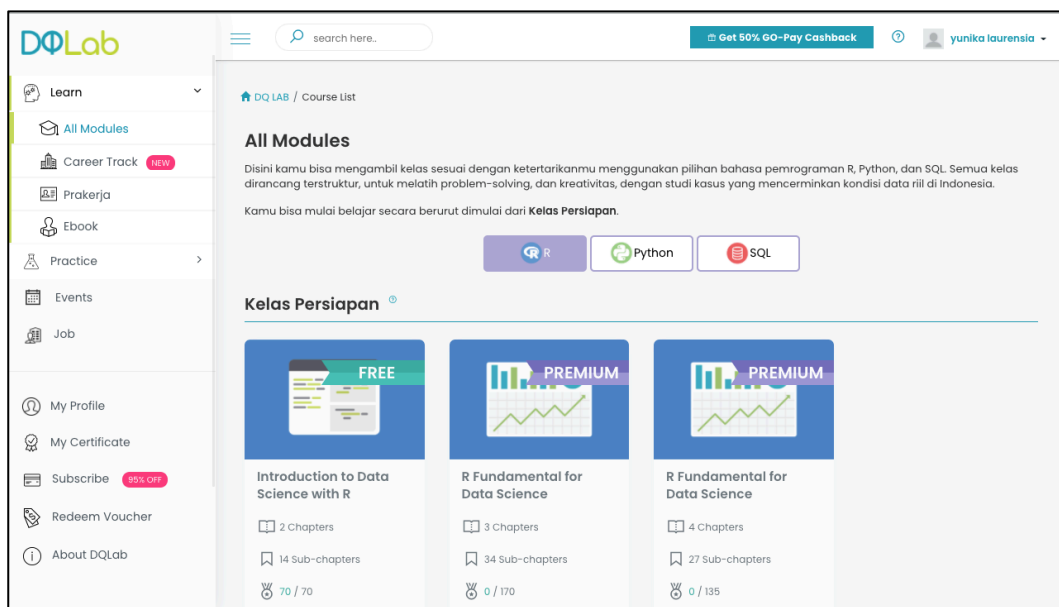 DQLab
search here..
Get 50% GO-Pay Cashback
yunika laurensia
Learn
All Modules
Career Track NEW
Prakerja
Ebook
Practice
Events
Job
My Profile
My Certificate
Subscribe 95% OFF
Redeem Voucher
About DQLab
DQ LAB / Course List
All Modules
Disini kamu bisa mengambil kelas sesuai dengan ketertarikanmu menggunakan pilihan bahasa pemrograman R, Python, dan SQL. Semua kelas
dirancang terstruktur, untuk melatih problem-solving, dan kreativitas, dengan studi kasus yang mencerminkan kondisi data riil di Indonesia.
Kamu bisa mulai belajar secara berurut dimulai dari Kelas Persiapan.
R
Python
SQL
Kelas Persiapan
FREE
Introduction to Data
Science with R
2 Chapters
14 Sub-chapters
70 / 70
PREMIUM
R Fundamental for
Data Science
3 Chapters
34 Sub-chapters
0 / 170
PREMIUM
R Fundamental for
Data Science
4 Chapters
27 Sub-chapters
0 / 135